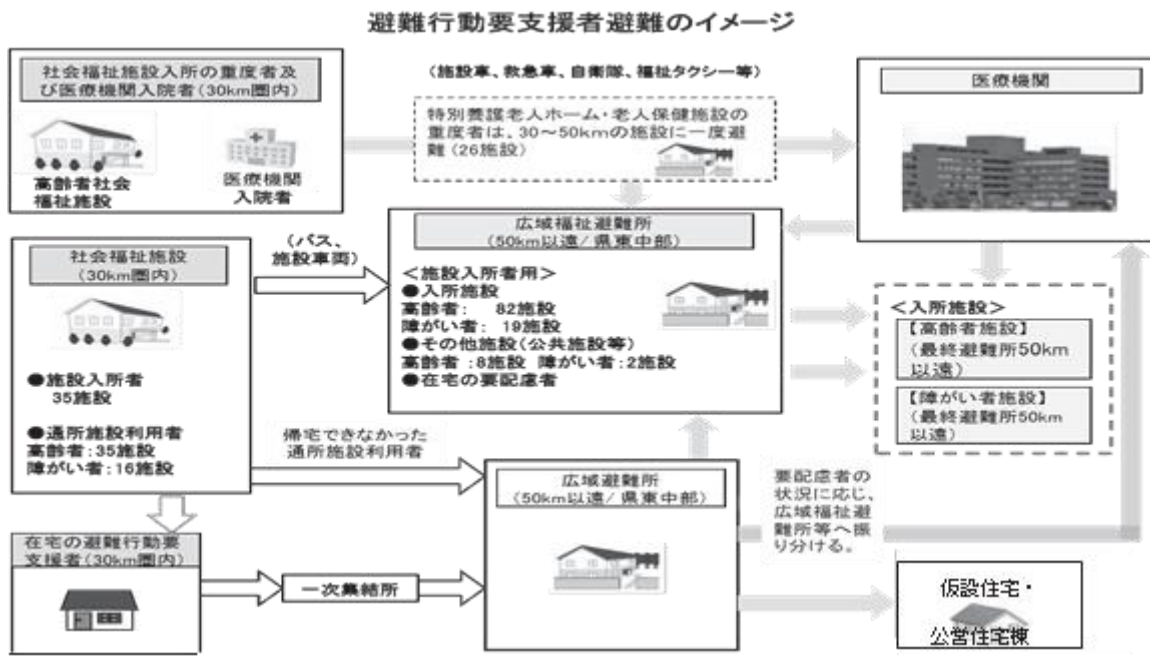 避難行動要支援者避難のイメージ
社会福祉施設入所の重度者及
び医療機関入院者(30km圏内)
高齢者社会
福祉施設
医療機関
入院者
(施設車、救急車、自衛隊、福祉タクシー等)
特別養護老人ホーム・老人保健施設の
重度者は、30～50kmの施設に一度避
難(26施設)
医療機関
社会福祉施設
(30km圏内)
●施設入所者
35施設
●通所施設利用者
高齢者:35施設
障がい者:16施設
(バス、
施設車両)
広域福祉避難所
(50km以遠/県東中部)
＜施設入所者用＞
●入所施設
高齢者: 82施設
障がい者: 19施設
●その他施設(公共施設等)
高齢者:8施設 障がい者:2施設
●在宅の要配慮者
＜入所施設＞
【高齢者施設】
(最終避難所50km
以遠)
【障がい者施設】
(最終避難所50km
以遠)
帰宅できなかった
通所施設利用者
広域避難所
(50km以遠/ 県東中部)
要配慮者の
状況に応じ、
広域福祉避
難所等へ振
り分ける。
在宅の避難行動要
支援者(30km圏内)
一次集結所
仮設住宅・
公営住宅棟